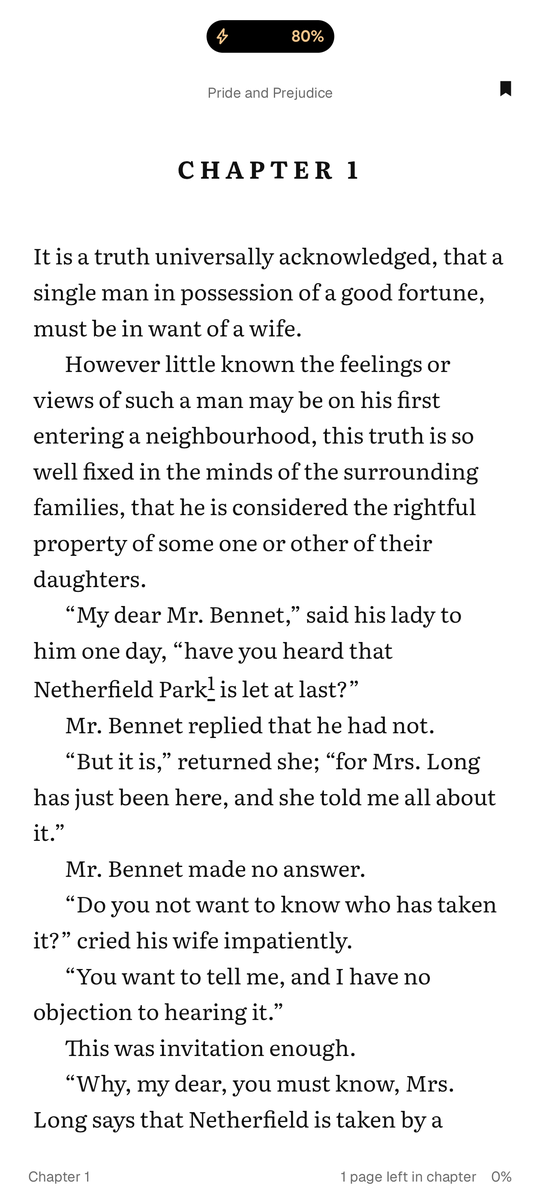 80%
Pride and Prejudice
CHAPTER 1
It is a truth universally acknowledged, that a
single man in possession of a good fortune,
must be in want of a wife.
However little known the feelings or
views of such a man may be on his first
entering a neighbourhood, this truth is so
well fixed in the minds of the surrounding
families, that he is considered the rightful
property of some one or other of their
daughters.
“My dear Mr. Bennet,” said his lady to
him one day, “have you heard that
Netherfield Park1 is let at last?”
Mr. Bennet replied that he had not.
“But it is,” returned she; “for Mrs. Long
has just been here, and she told me all about
it.”
Mr. Bennet made no answer.
“Do you not want to know who has taken
it?” cried his wife impatiently.
“You want to tell me, and I have no
objection to hearing it.”
This was invitation enough.
“Why, my dear, you must know, Mrs.
Long says that Netherfield is taken by a
Chapter 1 1 page left in chapter 0%